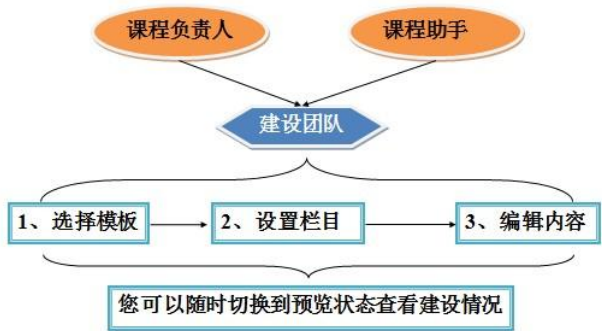 课程负责人
课程助手
建设团队
1、选择模板
2、设置栏目
3、编辑内容
您可以随时切换到预览状态查看建设情况